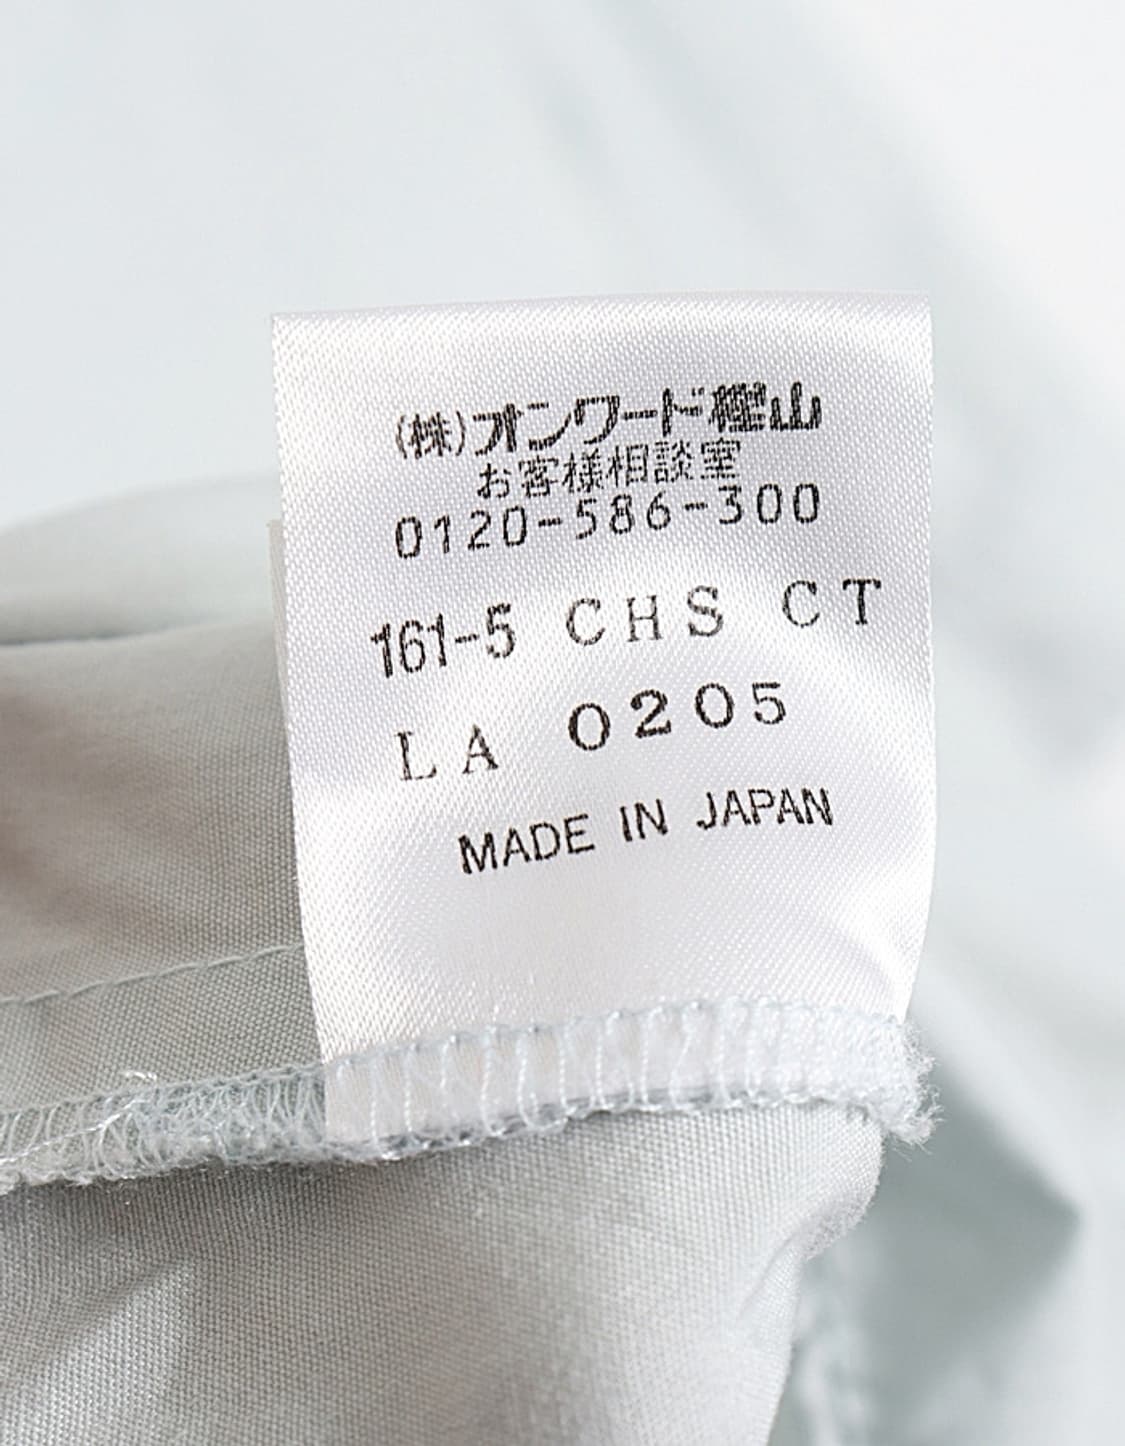 (株)オンワード樫山
お客様相談室
0120-586-300
161-5 CHS CT
LA 0205
MADE IN JAPAN